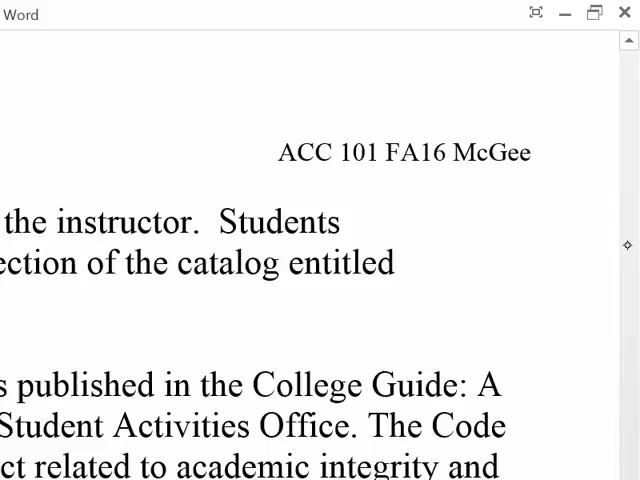 Word
ACC 101 FA16 McGee
the instructor.  Students
ection of the catalog entitled
s published in the College Guide: A
Student Activities Office. The Code
ct related to academic integrity and